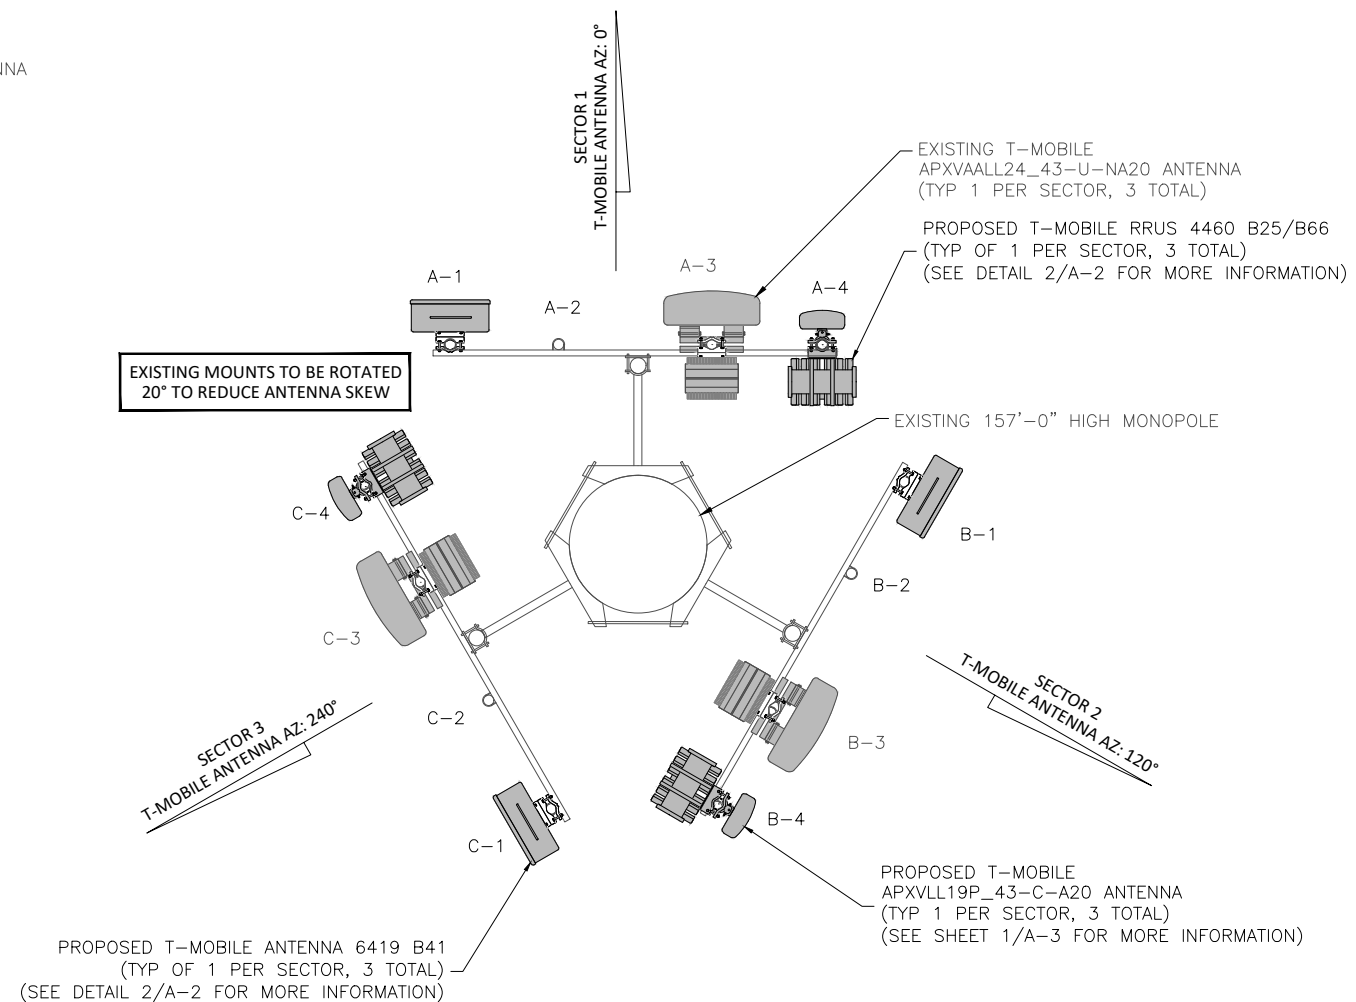 NNA
SECTOR 1
T-MOBILE ANTENNA AZ: 0°
EXISTING T-MOBILE
APXVAALL24_43-U-NA20 ANTENNA
(TYP 1 PER SECTOR, 3 TOTAL)
PROPOSED T-MOBILE RRUS 4460 B25/B66
(TYP OF 1 PER SECTOR, 3 TOTAL)
(SEE DETAIL 2/A-2 FOR MORE INFORMATION)
A-1
A-2
A-3
A-4
EXISTING MOUNTS TO BE ROTATED
20° TO REDUCE ANTENNA SKEW
EXISTING 157'-0" HIGH MONOPOLE
C-4
B-1
B-2
C-3
C-2
SECTOR 3
T-MOBILE ANTENNA AZ: 240°
SECTOR 2
T-MOBILE ANTENNA AZ: 120°
B-3
B-4
C-1
PROPOSED T-MOBILE
APXVLL19P_43-C-A20 ANTENNA
(TYP 1 PER SECTOR, 3 TOTAL)
(SEE SHEET 1/A-3 FOR MORE INFORMATION)
PROPOSED T-MOBILE ANTENNA 6419 B41
(TYP OF 1 PER SECTOR, 3 TOTAL)
(SEE DETAIL 2/A-2 FOR MORE INFORMATION)